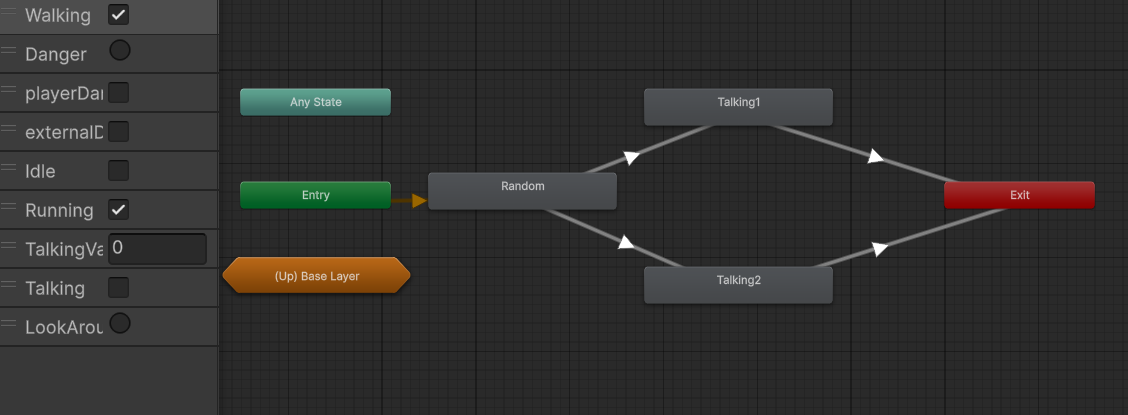 Walking
Danger
playerDar
externalD
Idle
Running
TalkingVa 0
Talking
LookArou
Any State
Entry
(Up) Base Layer
Random
Talking1
Talking2
Exit